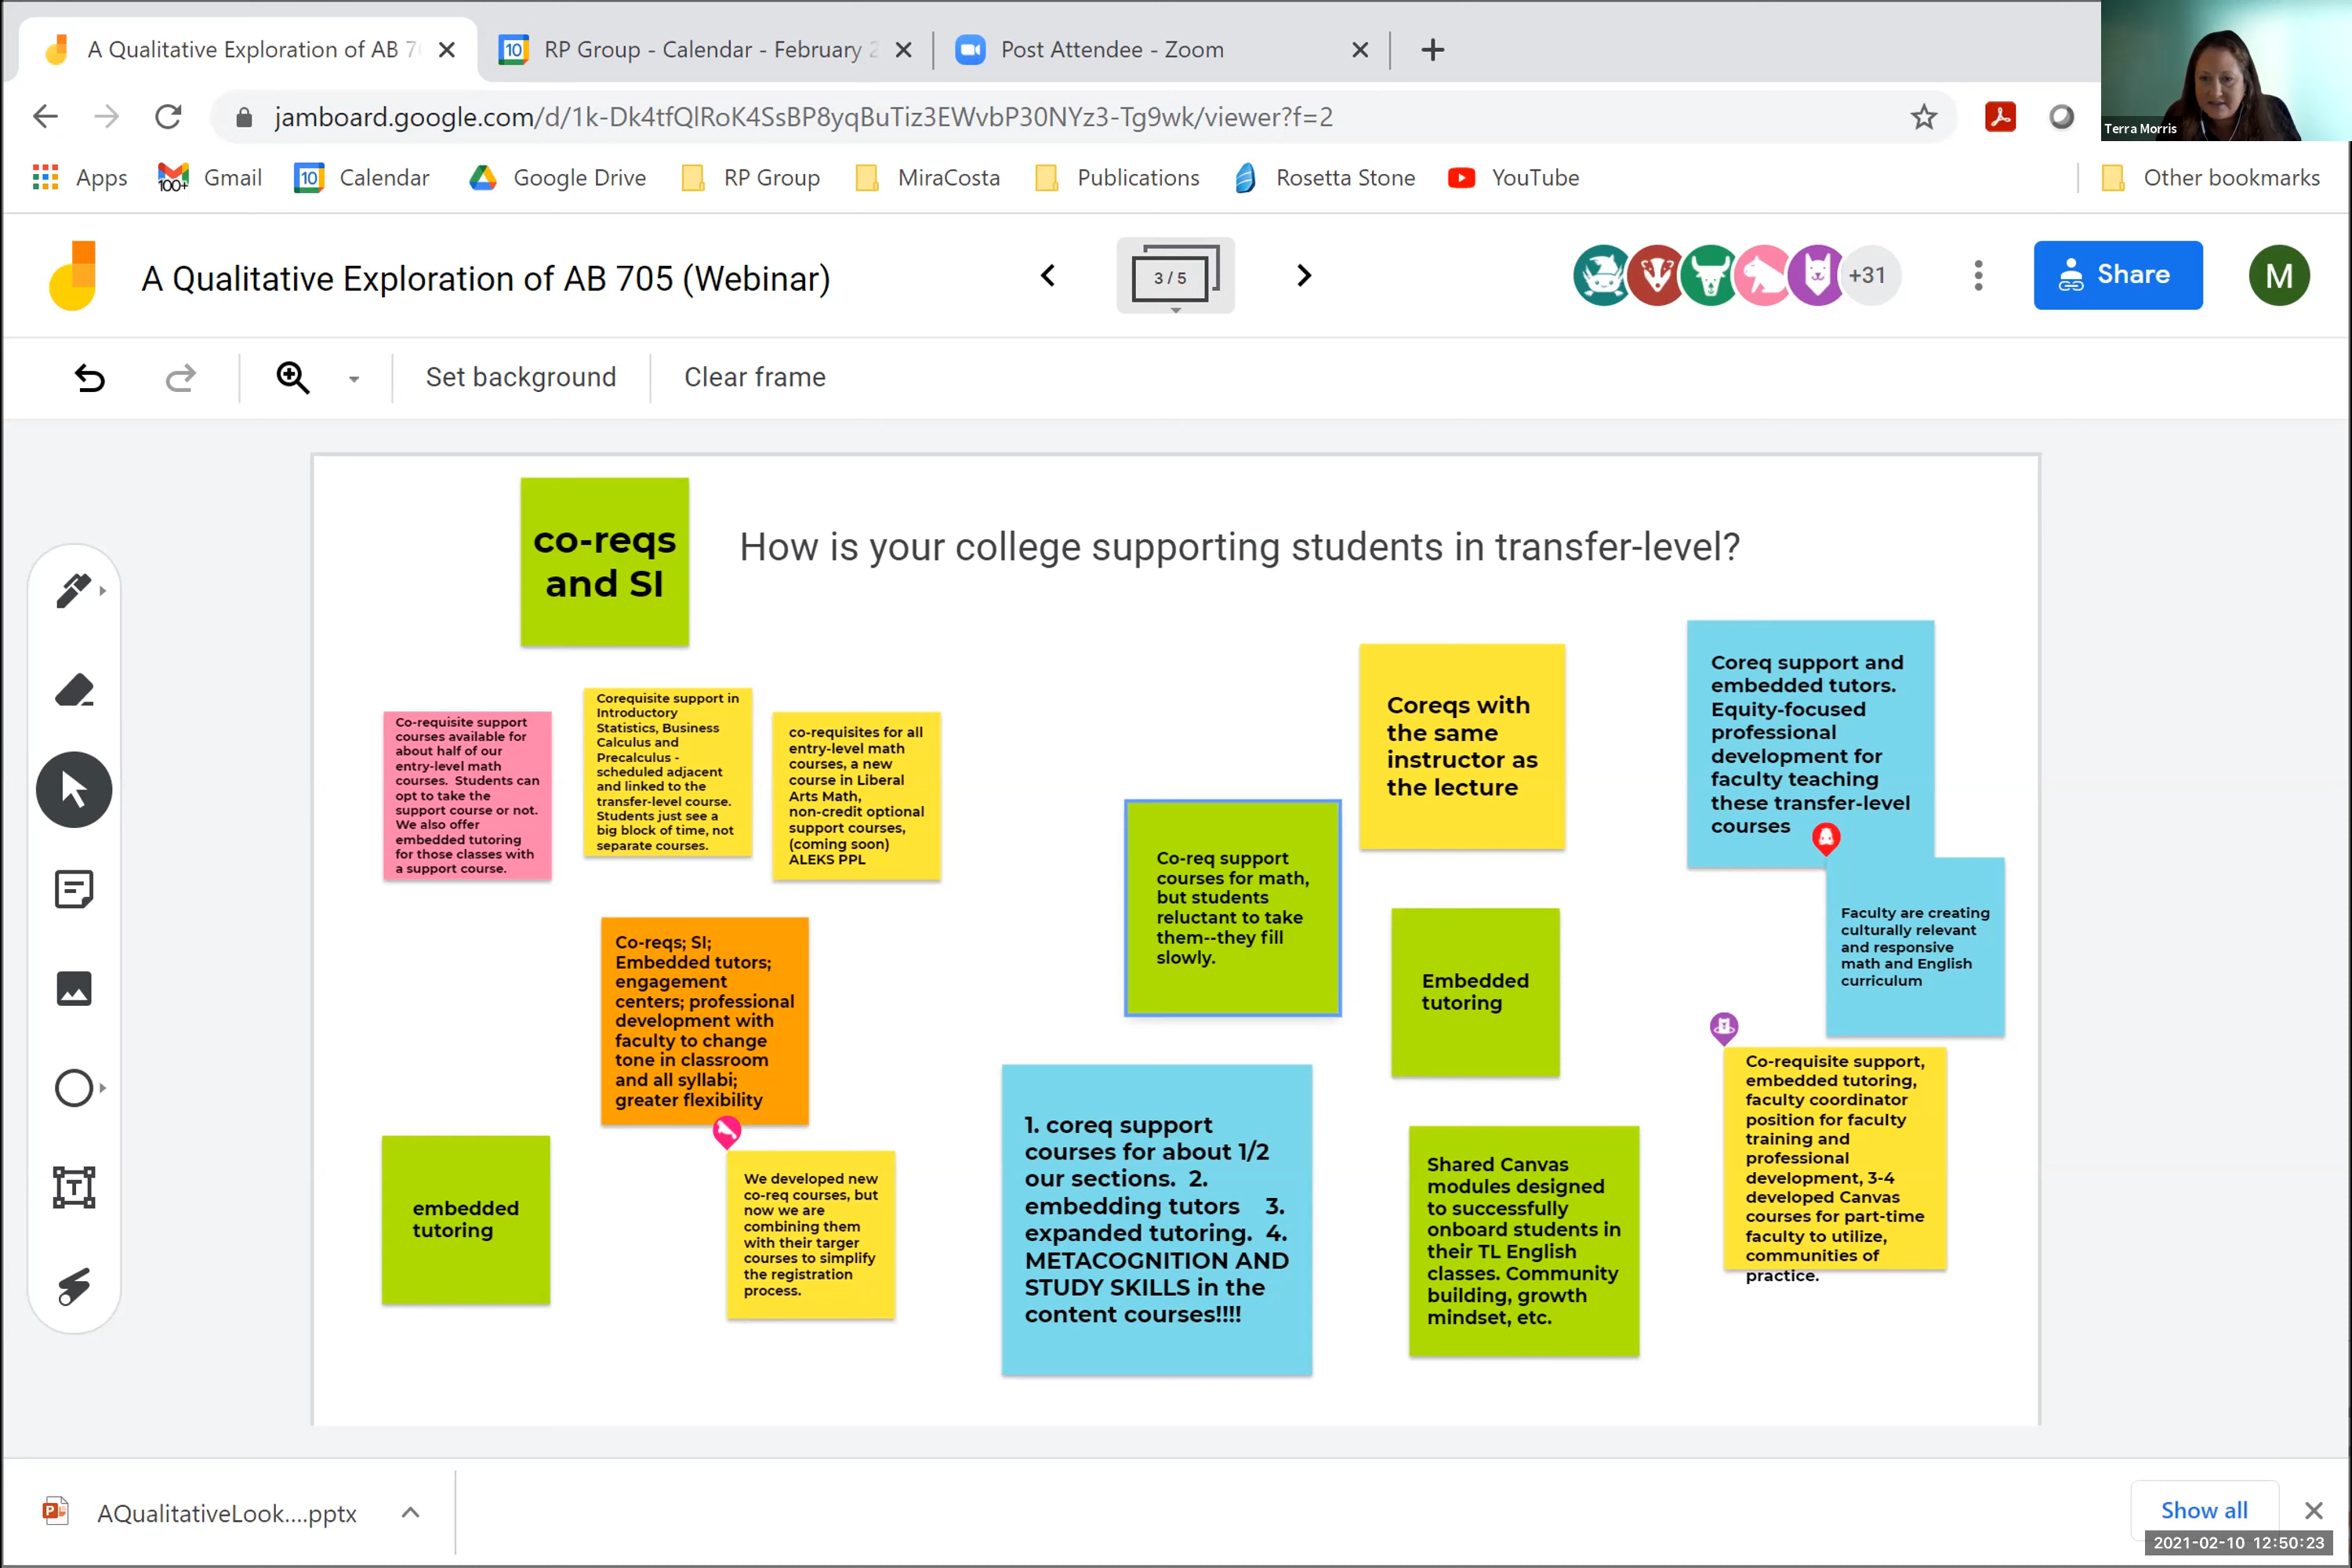 A Qualitative Exploration of AB 7
RP Group - Calendar - February 2
Post Attendee - Zoom
jamboard.google.com/d/1k-Dk4tfQlRoK4SsBP8yqBuTiz3EWvbP30NYz3-Tg9wk/viewer?f=2
Terra Morris
Apps
100+
Gmail
10
Calendar
Google Drive
RP Group
MiraCosta
Publications
Rosetta Stone
YouTube
Other bookmarks
A Qualitative Exploration of AB 705 (Webinar)
3 / 5
+31
Share
M
Set background
Clear frame
co-reqs
and SI
How is your college supporting students in transfer-level?
Co-requisite support
courses available for
about half of our
entry-level math
courses. Students can
opt to take the
support course or not.
We also offer
embedded tutoring
for those classes with
a support course.
Corequisite support in
Introductory
Statistics, Business
Calculus and
Precalculus -
scheduled adjacent
and linked to the
transfer-level course.
Students just see a
big block of time, not
separate courses.
co-requisites for all
entry-level math
courses, a new
course in Liberal
Arts Math,
non-credit optional
support courses,
(coming soon)
ALEKS PPL
Coreqs with
the same
instructor as
the lecture
Coreq support and
embedded tutors.
Equity-focused
professional
development for
faculty teaching
these transfer-level
courses
Co-req support
courses for math,
but students
reluctant to take
them--they fill
slowly.
Faculty are creating
culturally relevant
and responsive
math and English
curriculum
Co-reqs; SI;
Embedded tutors;
engagement
centers; professional
development with
faculty to change
tone in classroom
and all syllabi;
greater flexibility
Embedded
tutoring
Co-requisite support,
embedded tutoring,
faculty coordinator
position for faculty
training and
professional
development, 3-4
developed Canvas
courses for part-time
faculty to utilize,
communities of
practice.
embedded
tutoring
We developed new
co-req courses, but
now we are
combining them
with their targer
courses to simplify
the registration
process.
1. coreq support
courses for about 1/2
our sections. 2.
embedding tutors 3.
expanded tutoring. 4.
METACOGNITION AND
STUDY SKILLS in the
content courses!!!!
Shared Canvas
modules designed
to successfully
onboard students in
their TL English
classes. Community
building, growth
mindset, etc.
AQualitativeLook....pptx
Show all
2021-02-10 12:50:23